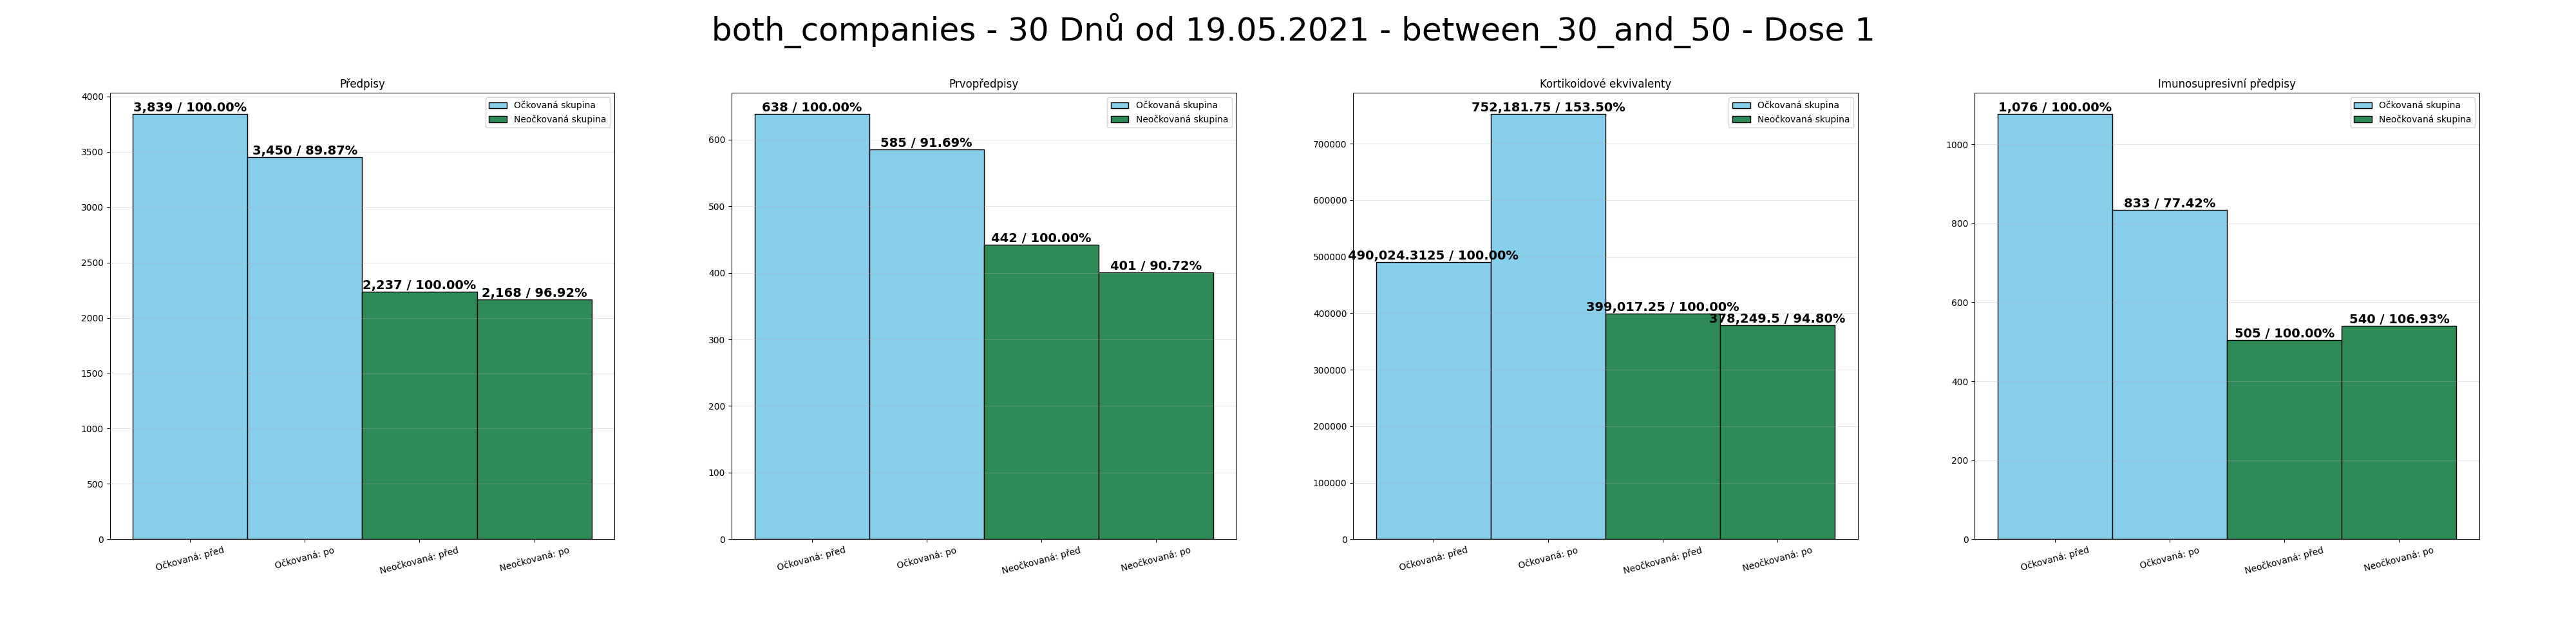 both_companies - 30 Dnů od 19.05.2021 - between_30_and_50 - Dose 1
Předpisy
4000
3500
3000
2500
2000
1500
1000
500
0
3,839 / 100.00%
3,450 / 89.87%
2,237 / 100.00%
2,168 / 96.92%
Očkovaná skupina
Neočkovaná skupina
Očkovaná: před
Očkovaná: po
Neočkovaná: před
Neočkovaná: po
Prvopředpisy
600
500
400
300
200
100
0
638 / 100.00%
585 / 91.69%
442 / 100.00%
401 / 90.72%
Očkovaná skupina
Neočkovaná skupina
Očkovaná: před
Očkovaná: po
Neočkovaná: před
Neočkovaná: po
Kortikoidové ekvivalenty
700000
600000
500000
400000
300000
200000
100000
0
490,024.3125 / 100.00%
752,181.75 / 153.50%
399,017.25 / 100.00%
378,249.5 / 94.80%
Očkovaná skupina
Neočkovaná skupina
Očkovaná: před
Očkovaná: po
Neočkovaná: před
Neočkovaná: po
Imunosupresivní předpisy
1000
800
600
400
200
0
1,076 / 100.00%
833 / 77.42%
505 / 100.00%
540 / 106.93%
Očkovaná skupina
Neočkovaná skupina
Očkovaná: před
Očkovaná: po
Neočkovaná: před
Neočkovaná: po